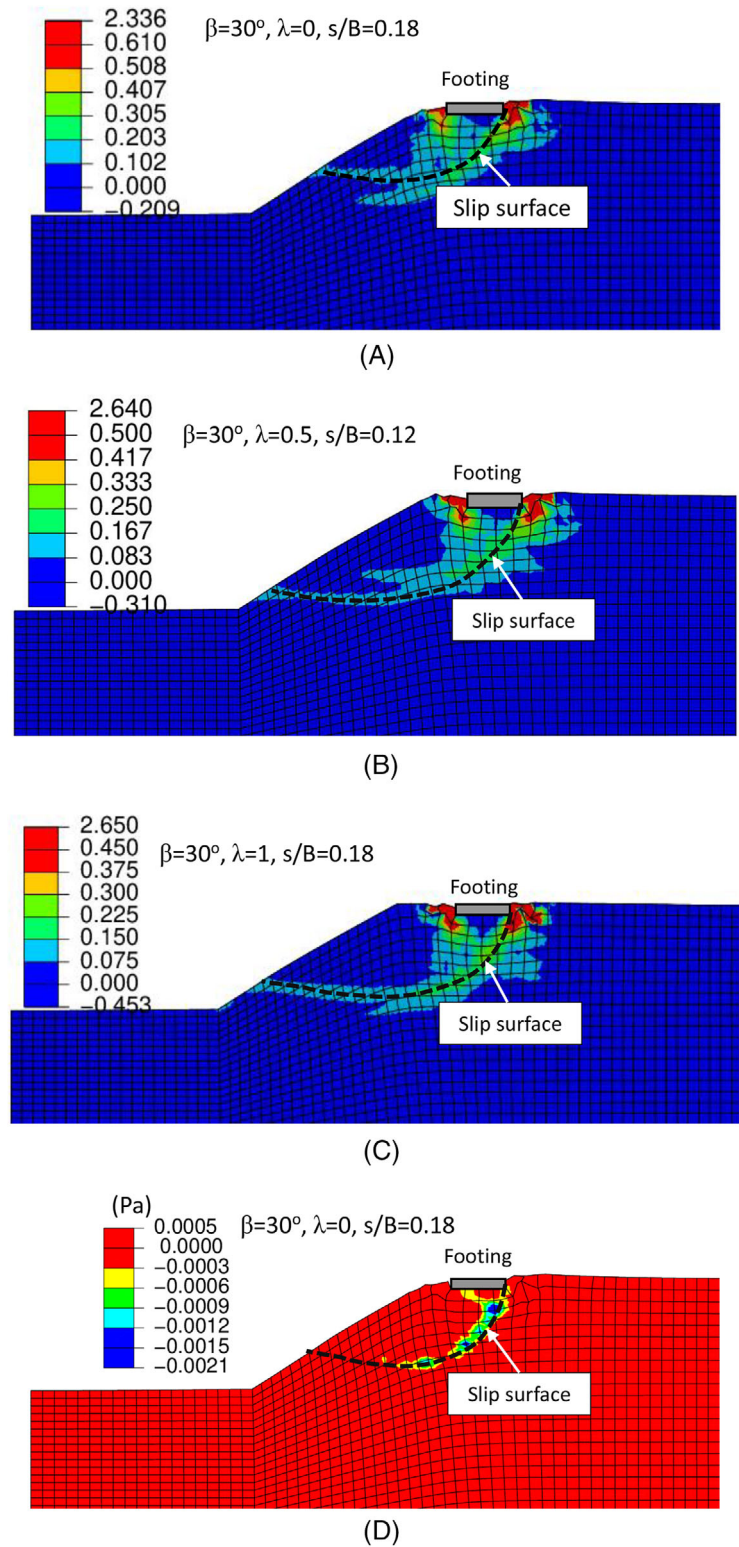 2.336
0.610
0.508
0.407
0.305
0.203
0.102
0.000
−0.209
β=30°, λ=0, s/B=0.18
Footing
Slip surface
(A)
2.640
0.500
0.417
0.333
0.250
0.167
0.083
0.000
−0.310
β=30°, λ=0.5, s/B=0.12
Footing
Slip surface
(B)
2.650
0.450
0.375
0.300
0.225
0.150
0.075
0.000
−0.453
β=30°, λ=1, s/B=0.18
Footing
Slip surface
(C)
(Pa)
0.0005
0.0000
−0.0003
−0.0006
−0.0009
−0.0012
−0.0015
−0.0021
β=30°, λ=0, s/B=0.18
Footing
Slip surface
(D)